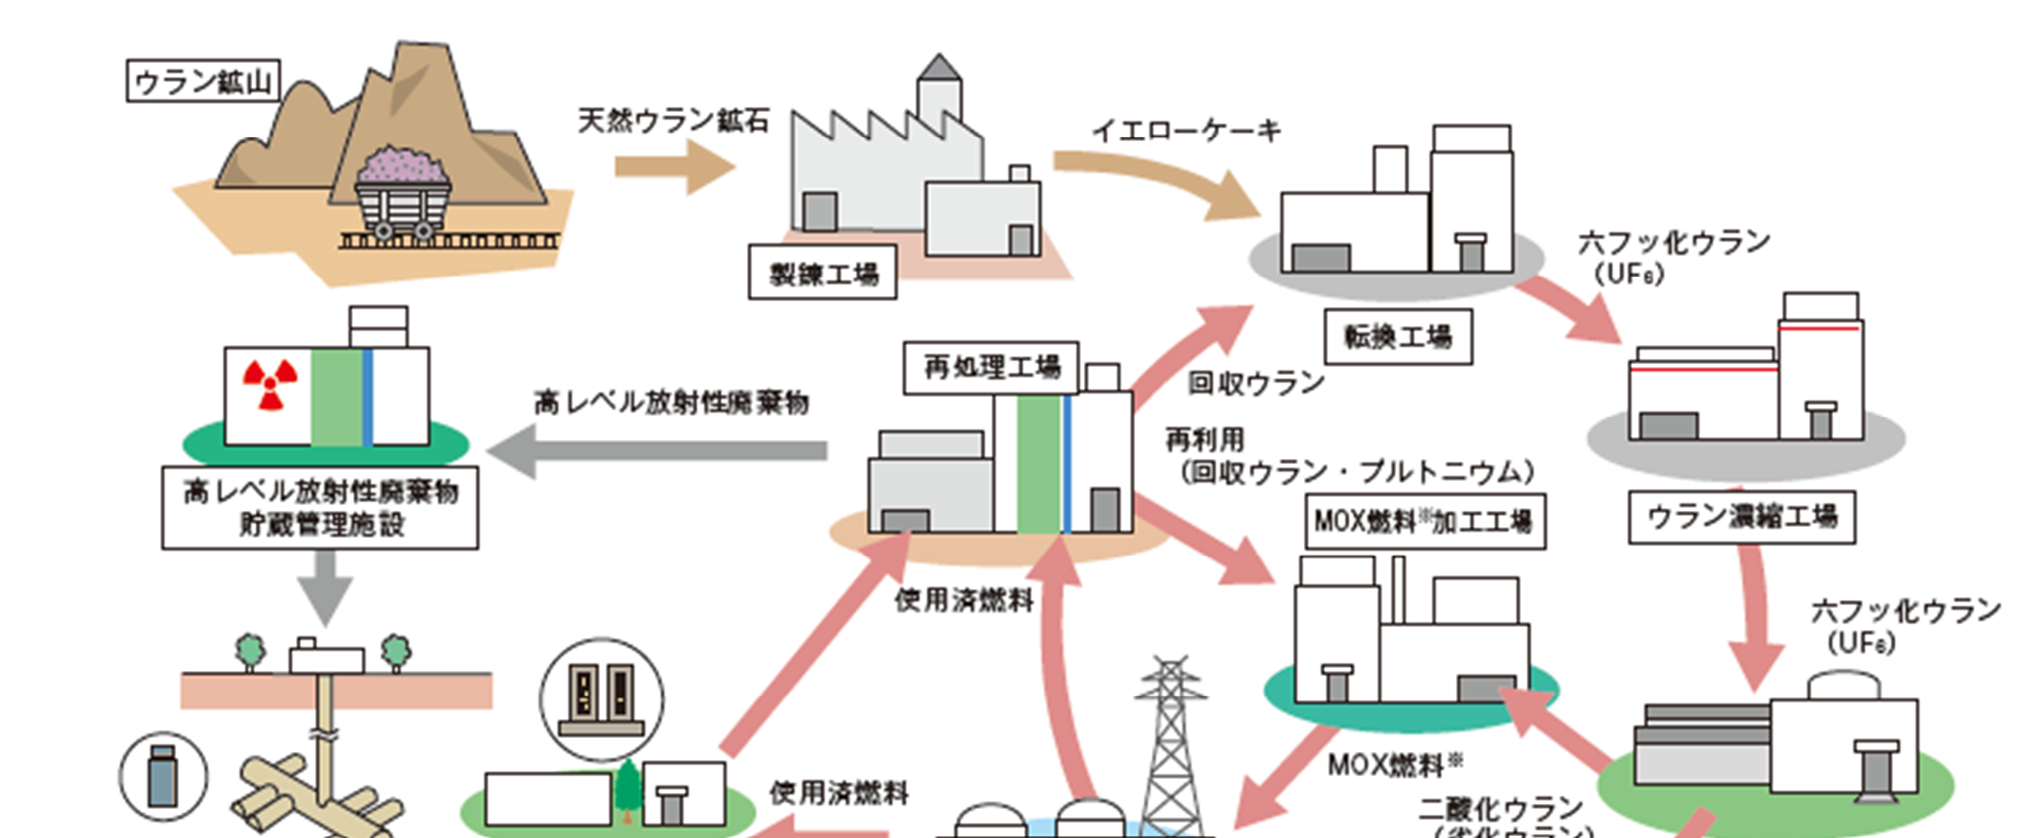 ウラン鉱山
天然ウラン鉱石
イエローケーキ
製錬工場
六フッ化ウラン
(UF₆)
転換工場
再処理工場
回収ウラン
高レベル放射性廃棄物
再利用
(回収ウラン・プルトニウム)
高レベル放射性廃棄物
貯蔵管理施設
MOX燃料※加工工場
ウラン濃縮工場
使用済燃料
六フッ化ウラン
(UF₆)
MOX燃料※
使用済燃料
二酸化ウラン
(劣化ウラン)